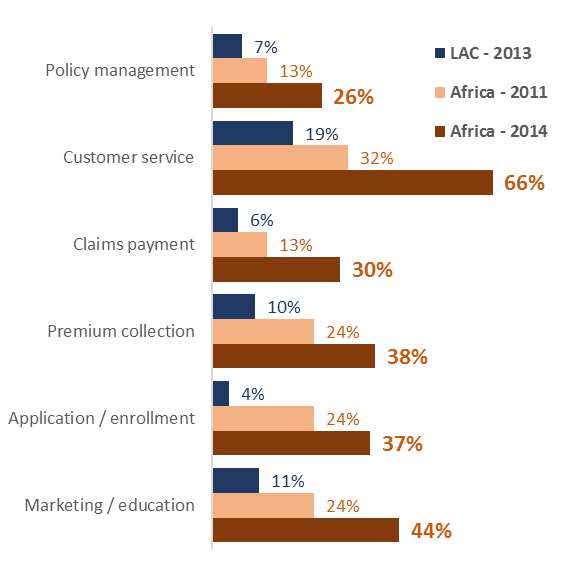 7%
LAC - 2013
Policy management
13%
Africa - 2011
26%
Africa - 2014
19%
Customer service
32%
66%
6%
Claims payment
13%
30%
10%
Premium collection
24%
38%
4%
Application / enrollment
24%
37%
11%
Marketing / education
24%
44%